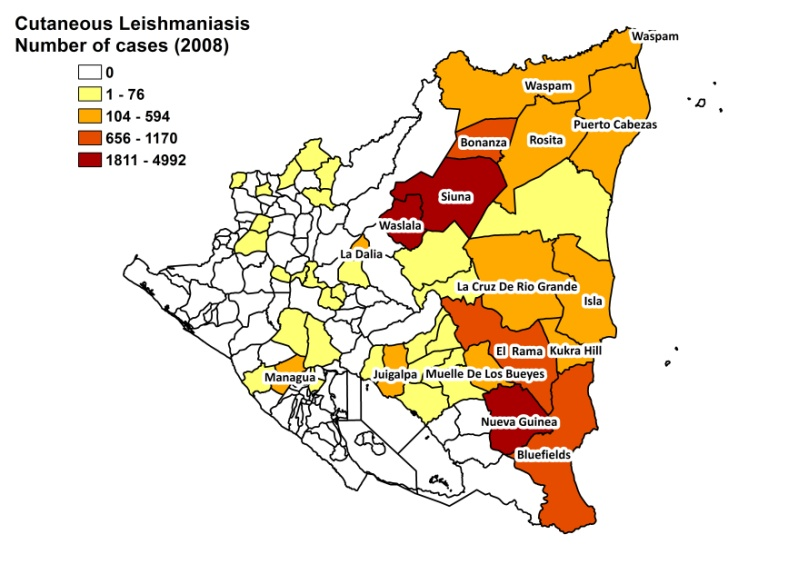 Cutaneous Leishmaniasis
Number of cases (2008)
0
1 - 76
104 - 594
656 - 1170
1811 - 4992
Waspam
Waspam
Puerto Cabezas
Bonanza
Rosita
Siuna
Waslala
La Dalia
La Cruz De Rio Grande
Isla
El Rama
Kukra Hill
Managua
Juigalpa
Muelle De Los Bueyes
Nueva Guinea
Bluefields